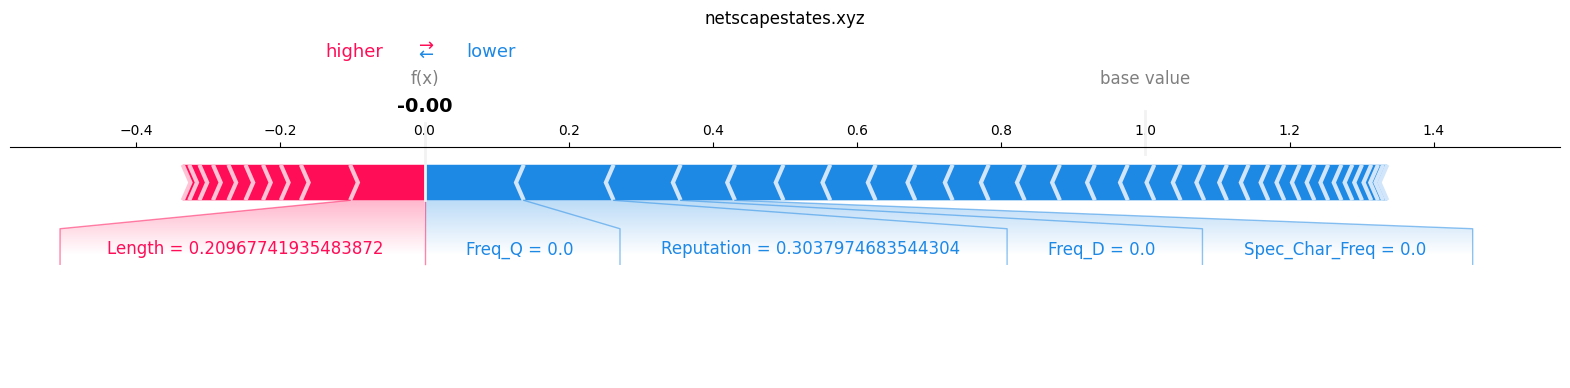 netscapestates.xyz
higher ⇄ lower
f(x) base value
-0.00
−0.4 −0.2 0.0 0.2 0.4 0.6 0.8 1.0 1.2 1.4
Length = 0.20967741935483872 Freq_Q = 0.0 Reputation = 0.3037974683544304 Freq_D = 0.0 Spec_Char_Freq = 0.0